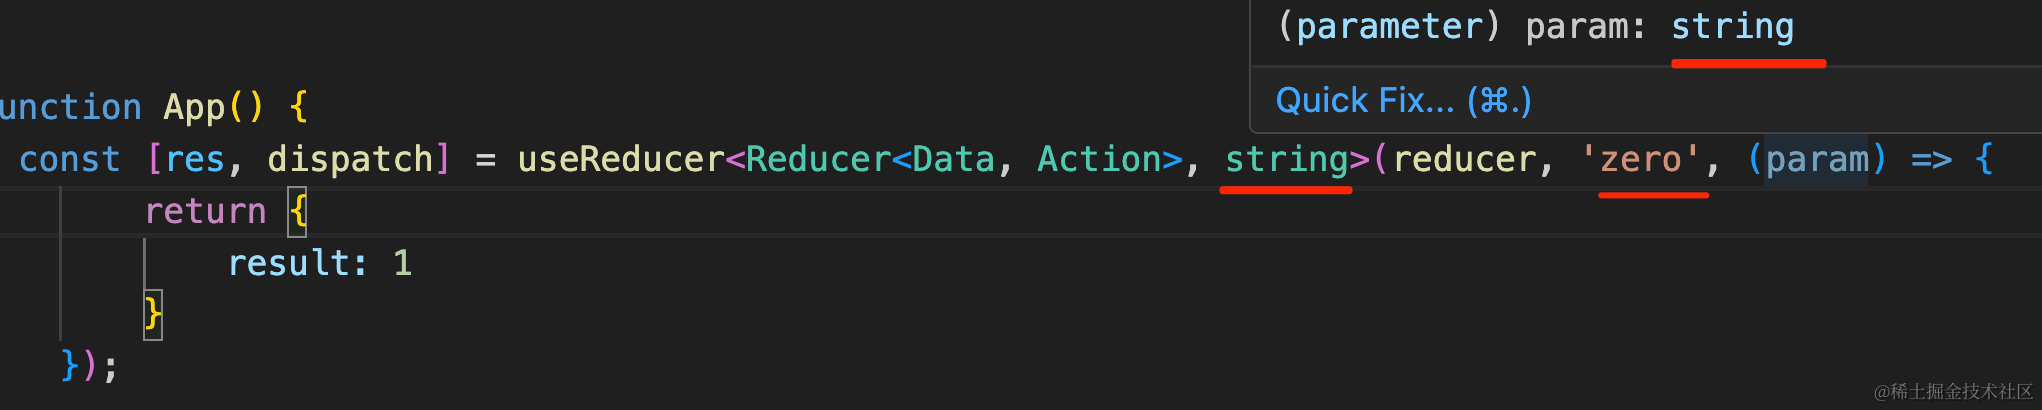 (parameter) param: string
Quick Fix... (⌘.)
unction App() {
const [res, dispatch] = useReducer<Reducer<Data, Action>, string>(reducer, 'zero', (param) => {
return {
result: 1
}
});
@稀土掘金技术社区